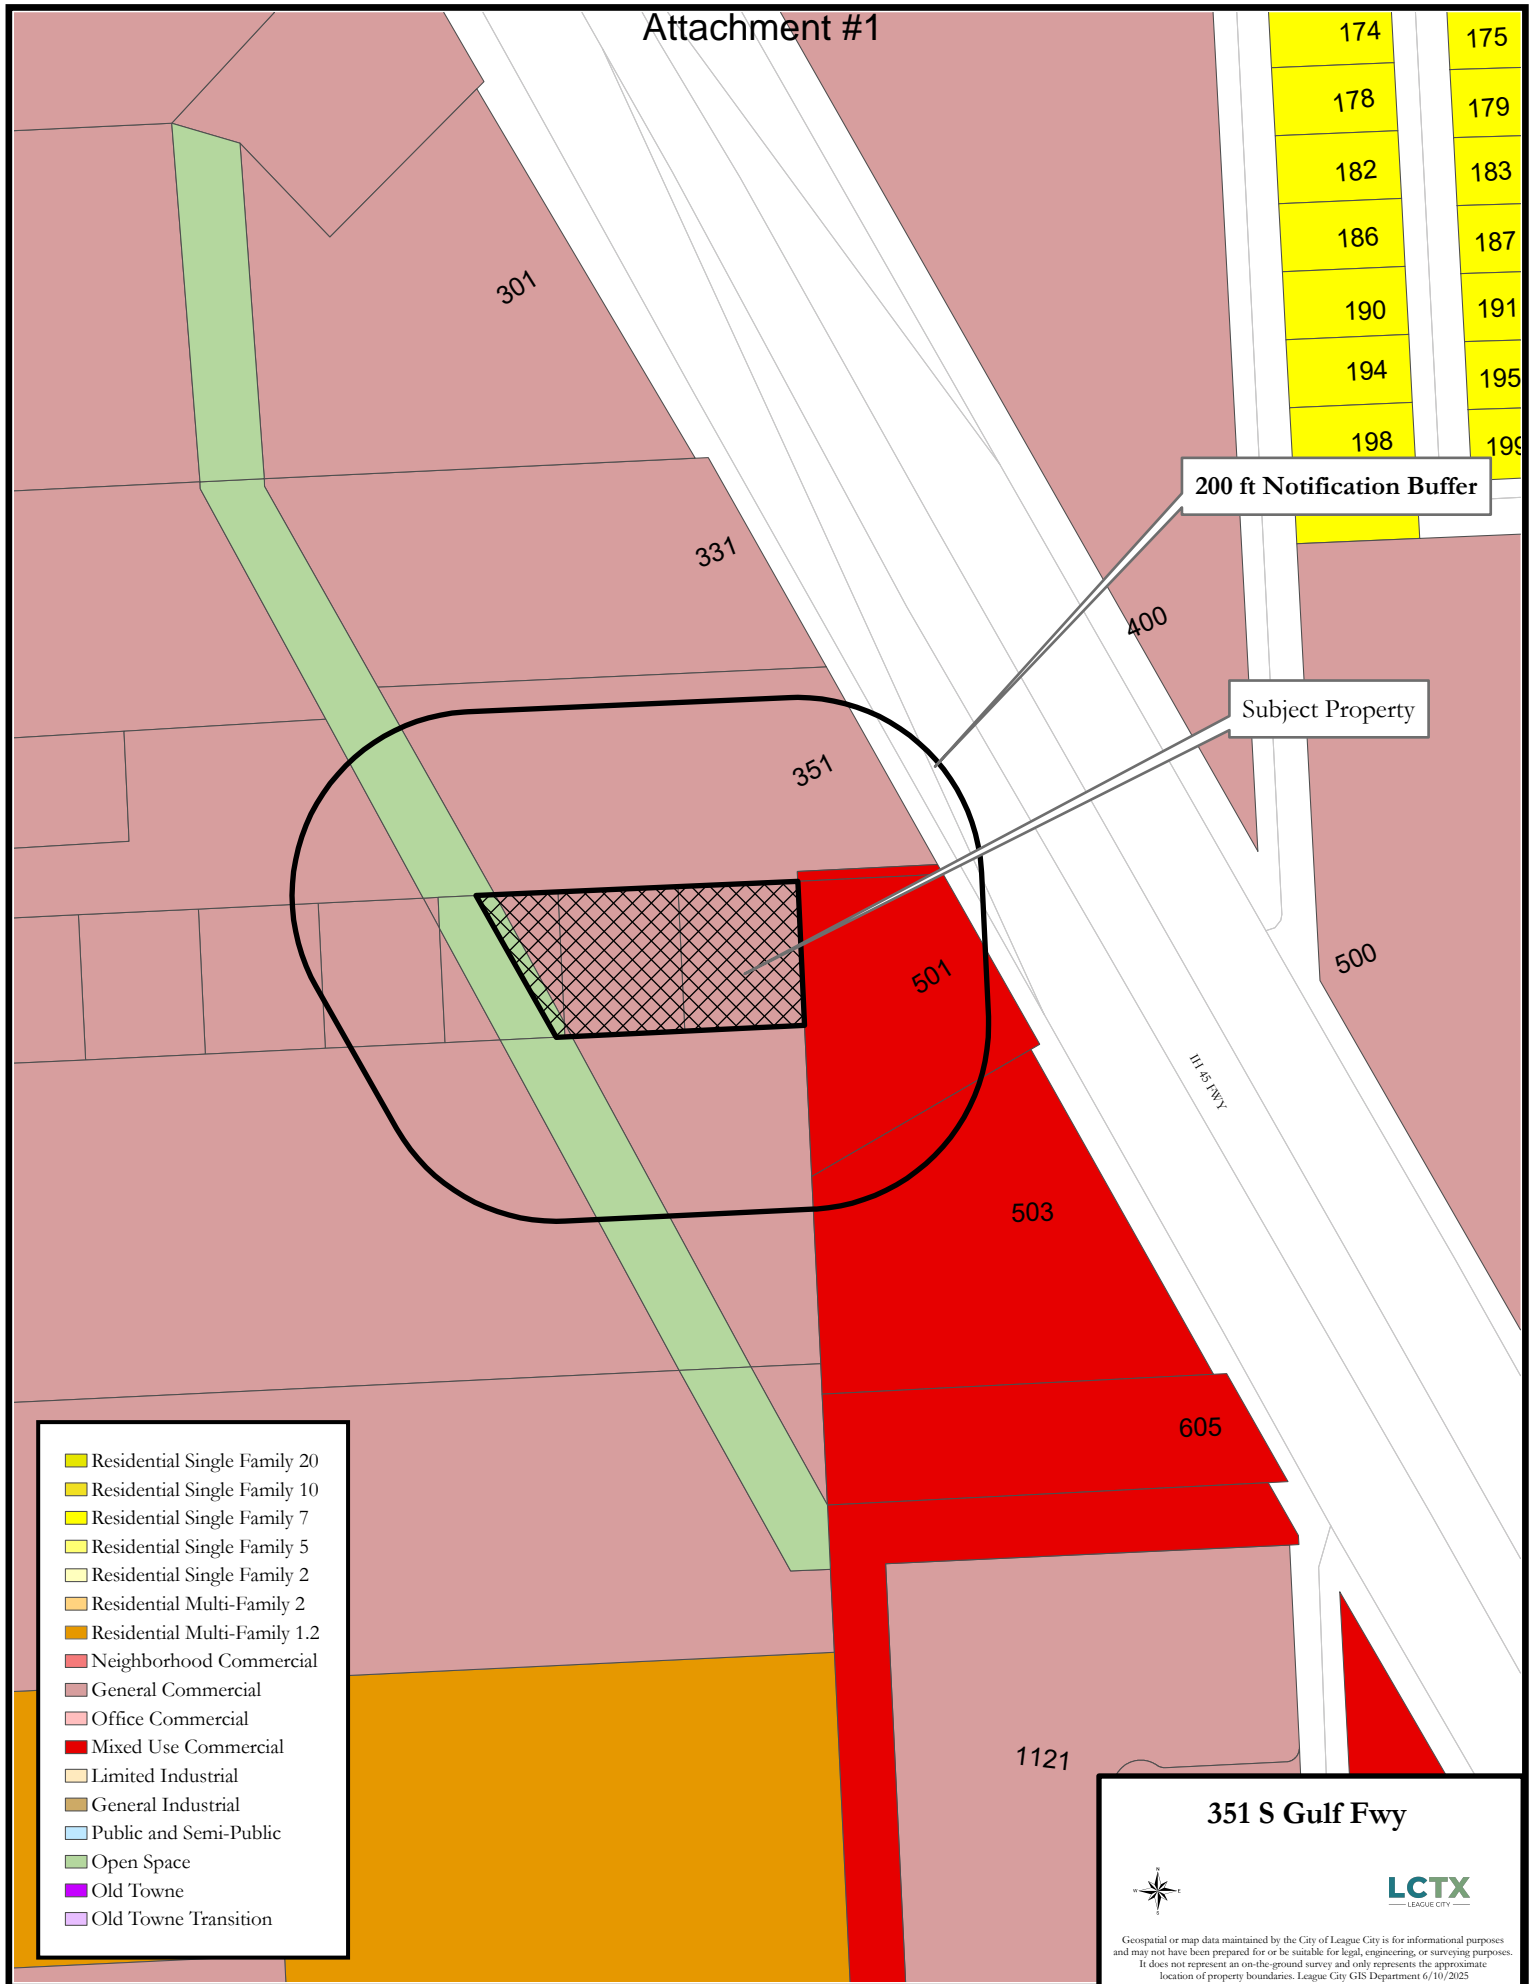 Attachment #1
174
175
178
179
182
183
186
187
190
191
194
195
198
199
301
200 ft Notification Buffer
331
400
Subject Property
351
501
500
IH 45 FWY
503
605
1121
Residential Single Family 20
Residential Single Family 10
Residential Single Family 7
Residential Single Family 5
Residential Single Family 2
Residential Multi-Family 2
Residential Multi-Family 1.2
Neighborhood Commercial
General Commercial
Office Commercial
Mixed Use Commercial
Limited Industrial
General Industrial
Public and Semi-Public
Open Space
Old Towne
Old Towne Transition
351 S Gulf Fwy
N
W E
S
LCTX
LEAGUE CITY
Geospatial or map data maintained by the City of League City is for informational purposes
and may not have been prepared for or be suitable for legal, engineering, or surveying purposes.
It does not represent an on-the-ground survey and only represents the approximate
location of property boundaries. League City GIS Department 6/10/2025